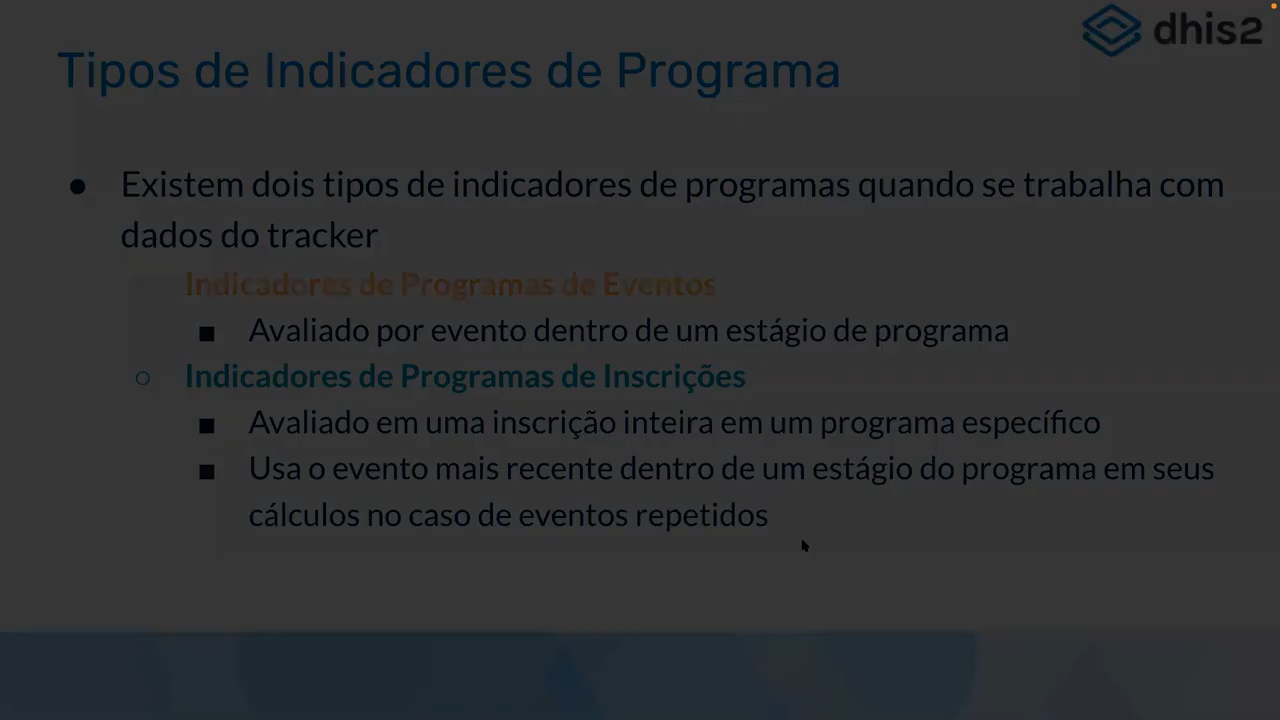 dhis2
Tipos de Indicadores de Programa
● Existem dois tipos de indicadores de programas quando se trabalha com
dados do tracker
Indicadores de Programas de Eventos
■ Avaliado por evento dentro de um estágio de programa
○ Indicadores de Programas de Inscrições
■ Avaliado em uma inscrição inteira em um programa específico
■ Usa o evento mais recente dentro de um estágio do programa em seus
cálculos no caso de eventos repetidos